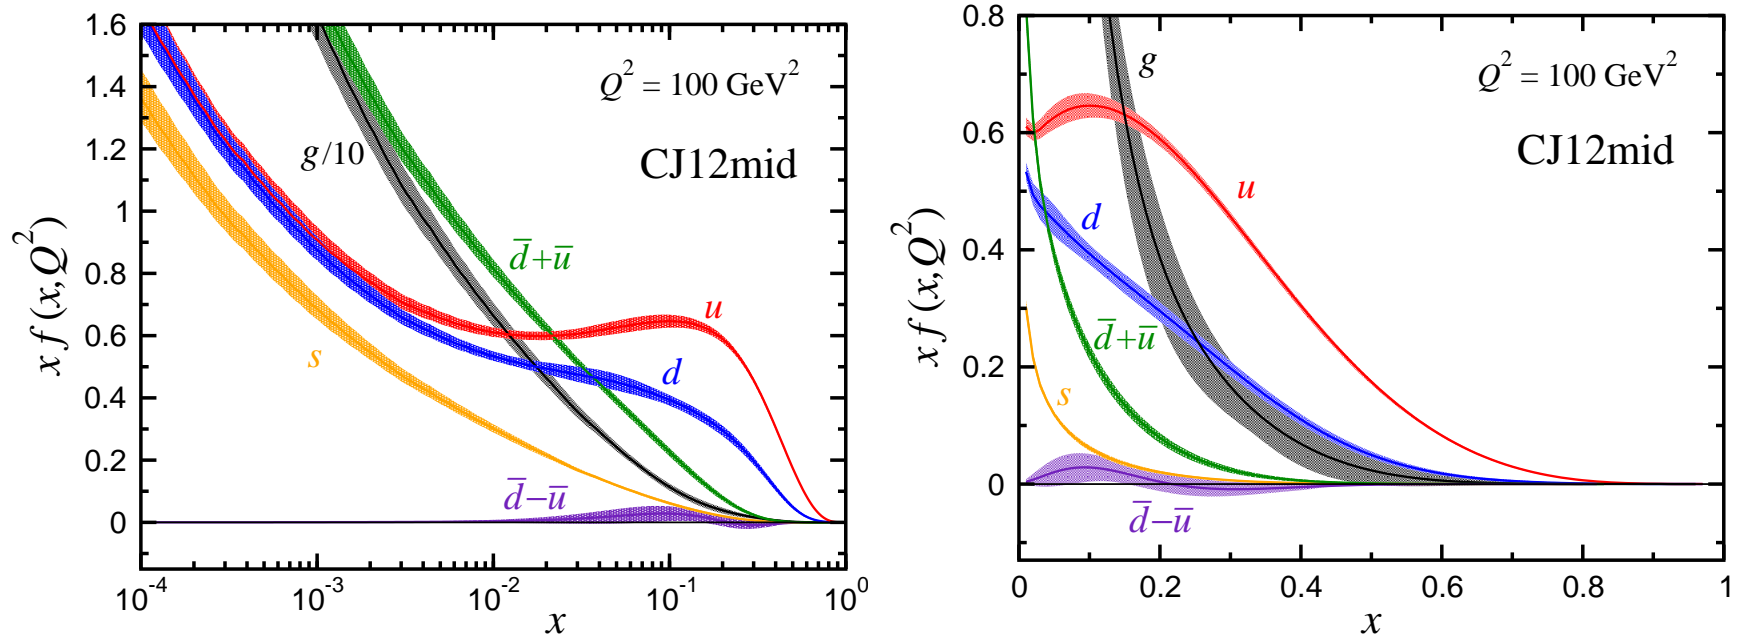 1.6
1.4
1.2
1
0.8
0.6
0.4
0.2
0
x f (x,Q²)
Q² = 100 GeV²
CJ12mid
g/10
d̅+u̅
u
s
d
d̅−u̅
10⁻⁴
10⁻³
10⁻²
10⁻¹
10⁰
x
0.8
0.6
0.4
0.2
0
x f (x,Q²)
g
Q² = 100 GeV²
CJ12mid
u
d
d̅+u̅
s
d̅−u̅
0
0.2
0.4
0.6
0.8
1
x